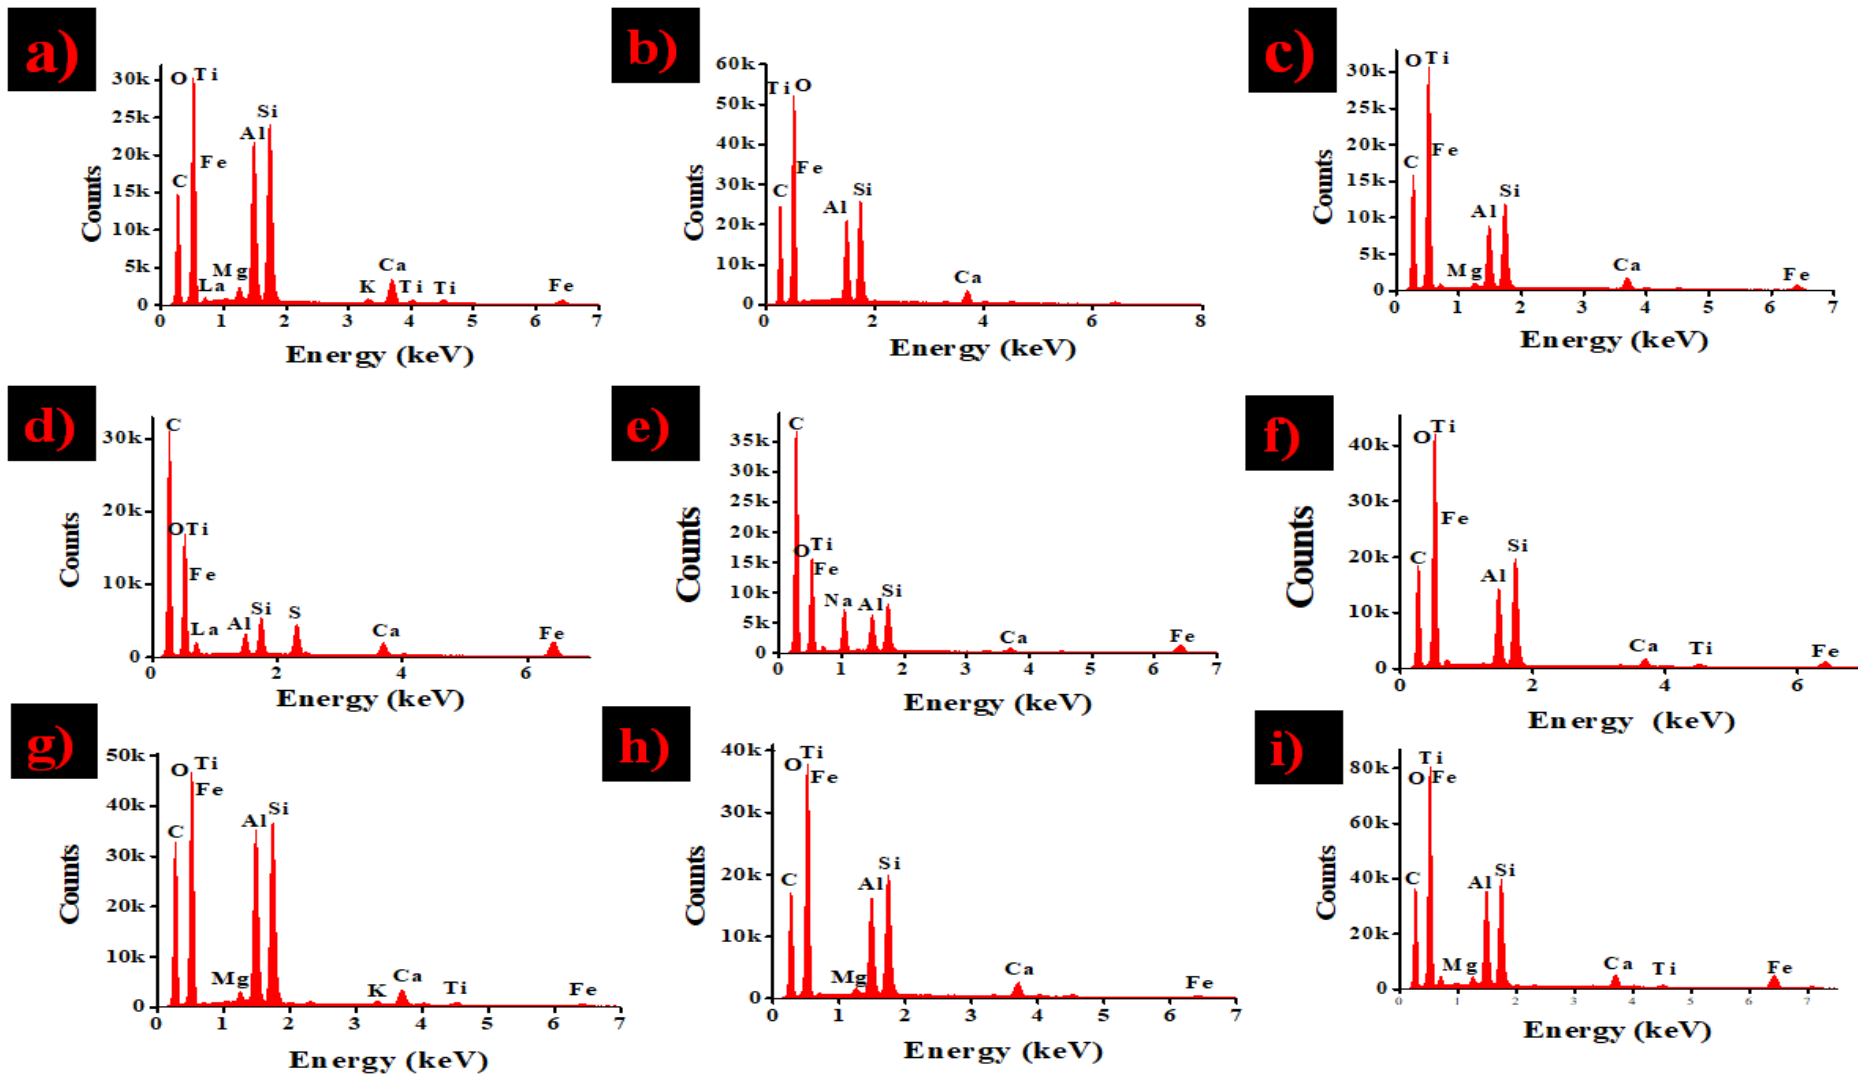 a)
30k
25k
20k
15k
10k
5k
0
Counts
O Ti
Si
Al
Fe
C
La
Mg
K
Ca
Ti
Ti
Fe
0 1 2 3 4 5 6 7
Energy (keV)
b)
60k
50k
40k
30k
20k
10k
0
Counts
Ti O
Fe
C
Al
Si
Ca
0 2 4 6 8
Energy (keV)
c)
30k
25k
20k
15k
10k
5k
0
Counts
O Ti
C
Fe
Mg
Al
Si
Ca
Fe
0 1 2 3 4 5 6 7
Energy (keV)
d)
30k
20k
10k
0
Counts
C
O Ti
Fe
La
Al
Si
S
Ca
Fe
0 2 4 6
Energy (keV)
e)
35k
30k
25k
20k
15k
10k
5k
0
Counts
C
O Ti
Fe
Na
Al
Si
Ca
Fe
0 1 2 3 4 5 6 7
Energy (keV)
f)
40k
30k
20k
10k
0
Counts
O Ti
Fe
C
Al
Si
Ca
Ti
Fe
0 2 4 6
Energy (keV)
g)
50k
40k
30k
20k
10k
0
Counts
O Ti
Fe
C
Mg
Al
Si
K
Ca
Ti
Fe
0 1 2 3 4 5 6 7
Energy (keV)
h)
40k
30k
20k
10k
0
Counts
O Ti
Fe
C
Mg
Al
Si
Ca
Fe
0 1 2 3 4 5 6 7
Energy (keV)
i)
80k
60k
40k
20k
0
Counts
Ti
O Fe
C
Mg
Al
Si
Ca
Ti
Fe
0 1 2 3 4 5 6 7
Energy (keV)